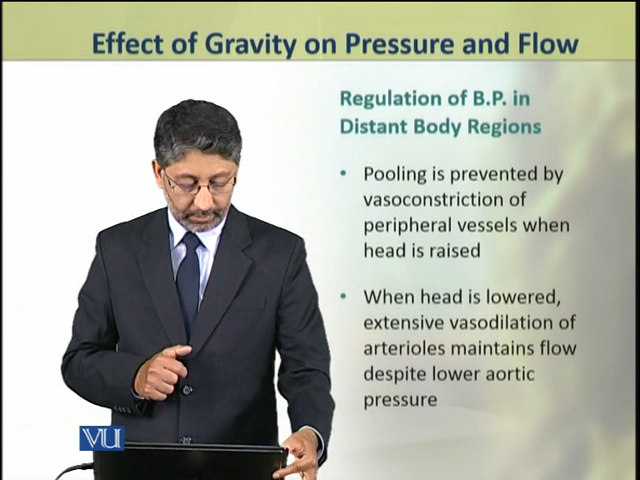 Effect of Gravity on Pressure and Flow
Regulation of B.P. in
Distant Body Regions
• Pooling is prevented by
vasoconstriction of
peripheral vessels when
head is raised
• When head is lowered,
extensive vasodilation of
arterioles maintains flow
despite lower aortic
pressure
VU